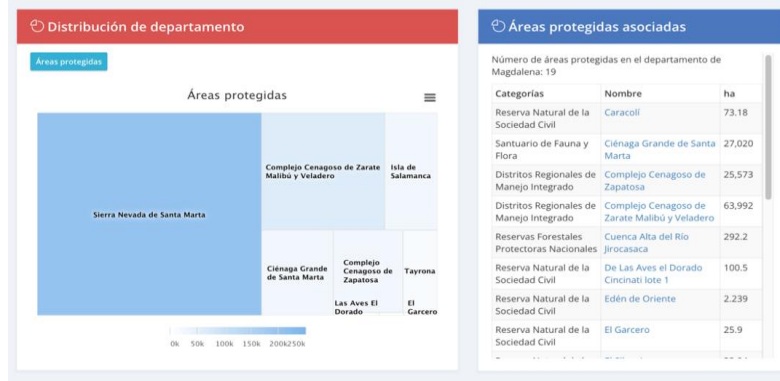 Distribución de departamento
Áreas protegidas
Áreas protegidas
Sierra Nevada de Santa Marta
Complejo Cenagoso de Zarate
Malibú y Veladero
Isla de
Salamanca
Ciénaga Grande
de Santa Marta
Complejo
Cenagoso de
Zapatosa
Tayrona
Las Aves El
Dorado
El
Garcero
0k 50k 100k 150k 200k250k
Áreas protegidas asociadas
Número de áreas protegidas en el departamento de
Magdalena: 19
Categorías Nombre ha
Reserva Natural de la Caracolí 73.18
Sociedad Civil
Santuario de Fauna y Ciénaga Grande de Santa 27,020
Flora Marta
Distritos Regionales de Complejo Cenagoso de 25,573
Manejo Integrado Zapatosa
Distritos Regionales de Complejo Cenagoso de 63,992
Manejo Integrado Zarate Malibú y Veladero
Reservas Forestales Cuenca Alta del Río 292.2
Protectoras Nacionales Jirocasaca
Reserva Natural de la De Las Aves el Dorado 100.5
Sociedad Civil Cincinati lote 1
Reserva Natural de la Edén de Oriente 2.239
Sociedad Civil
Reserva Natural de la El Garcero 25.9
Sociedad Civil